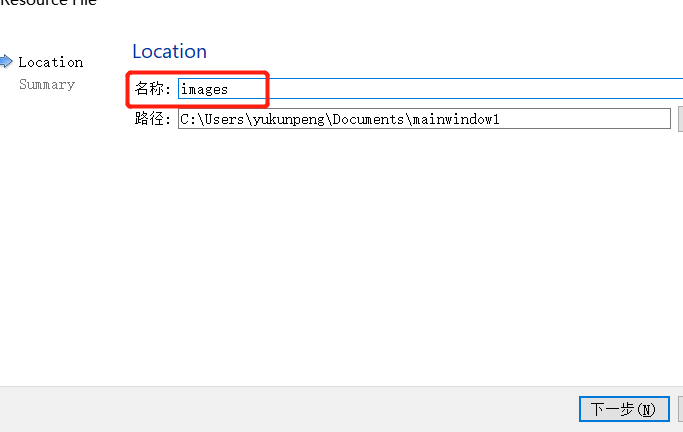 Resource File
Location
Location
Summary
名称: images
路径: C:\Users\yukunpeng\Documents\mainwindow1
下一步(N)